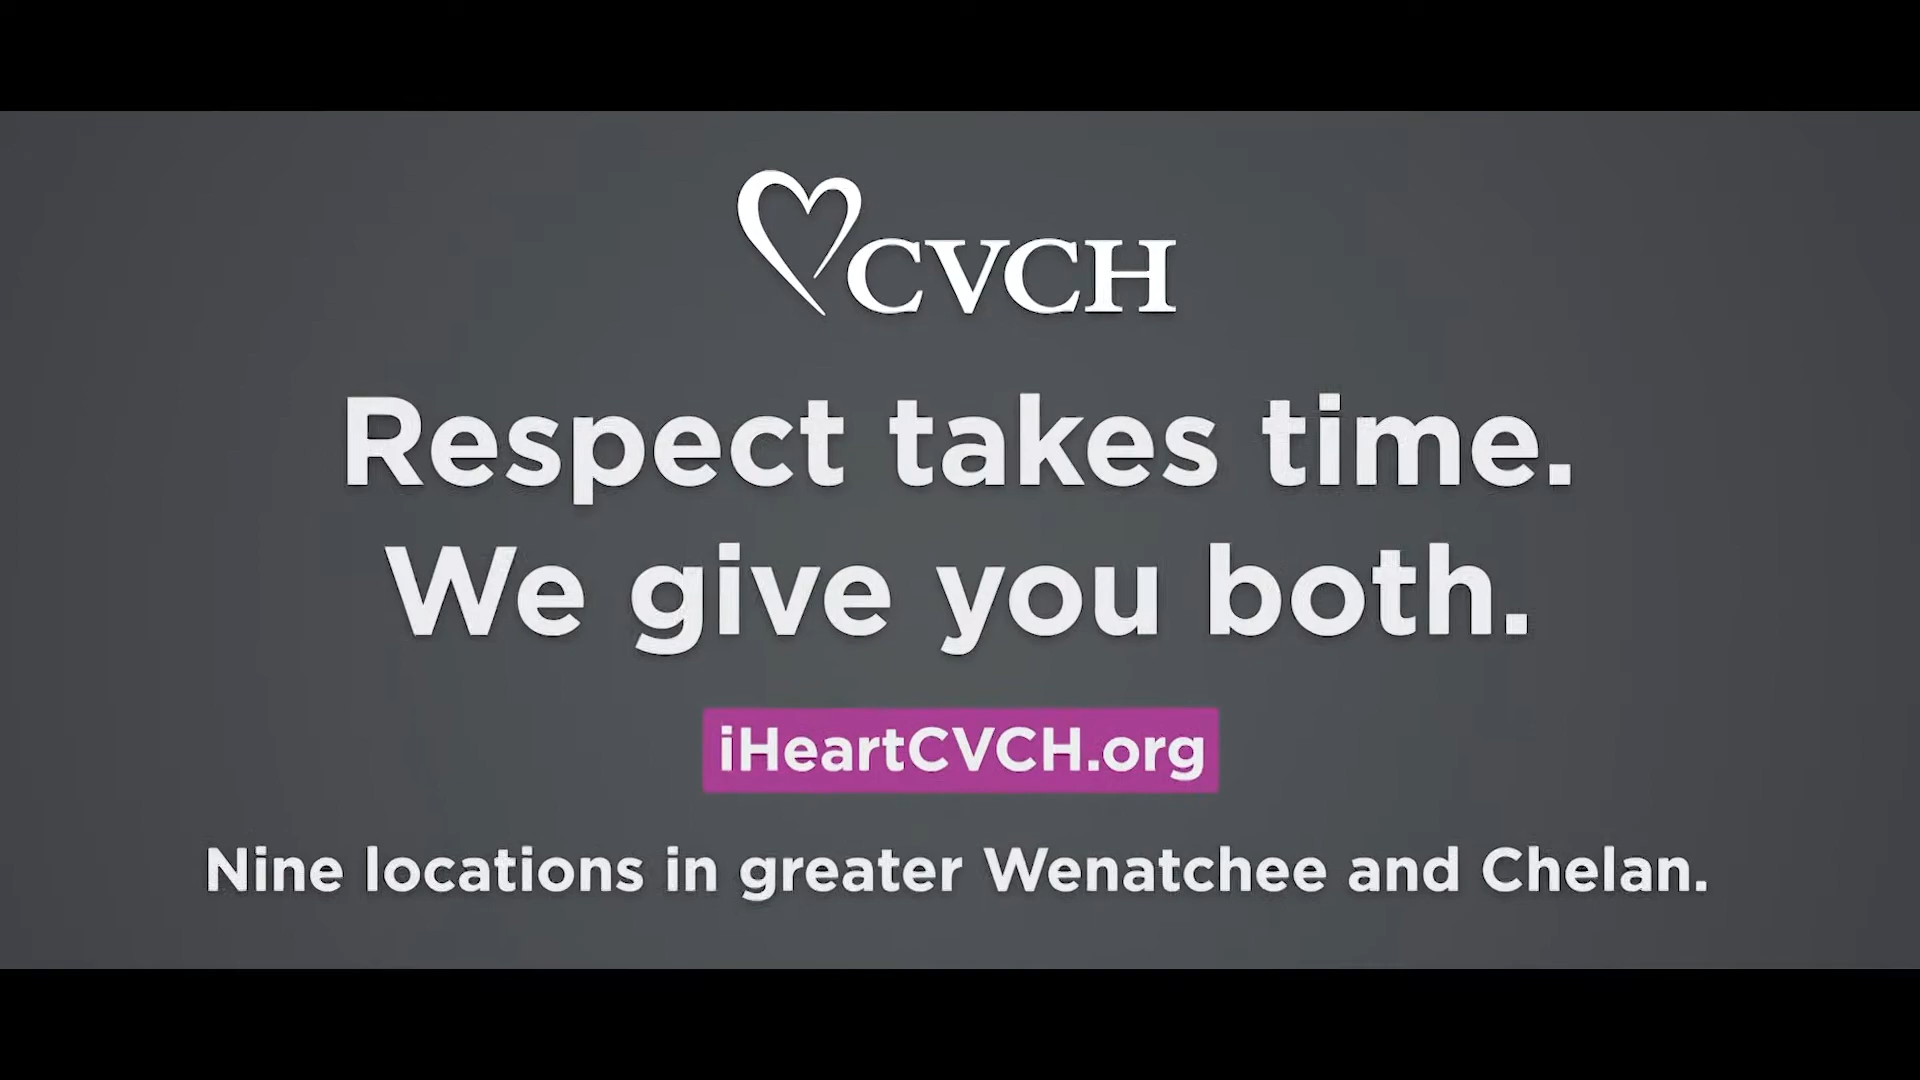 CVCH
Respect takes time.
We give you both.
iHeartCVCH.org
Nine locations in greater Wenatchee and Chelan.